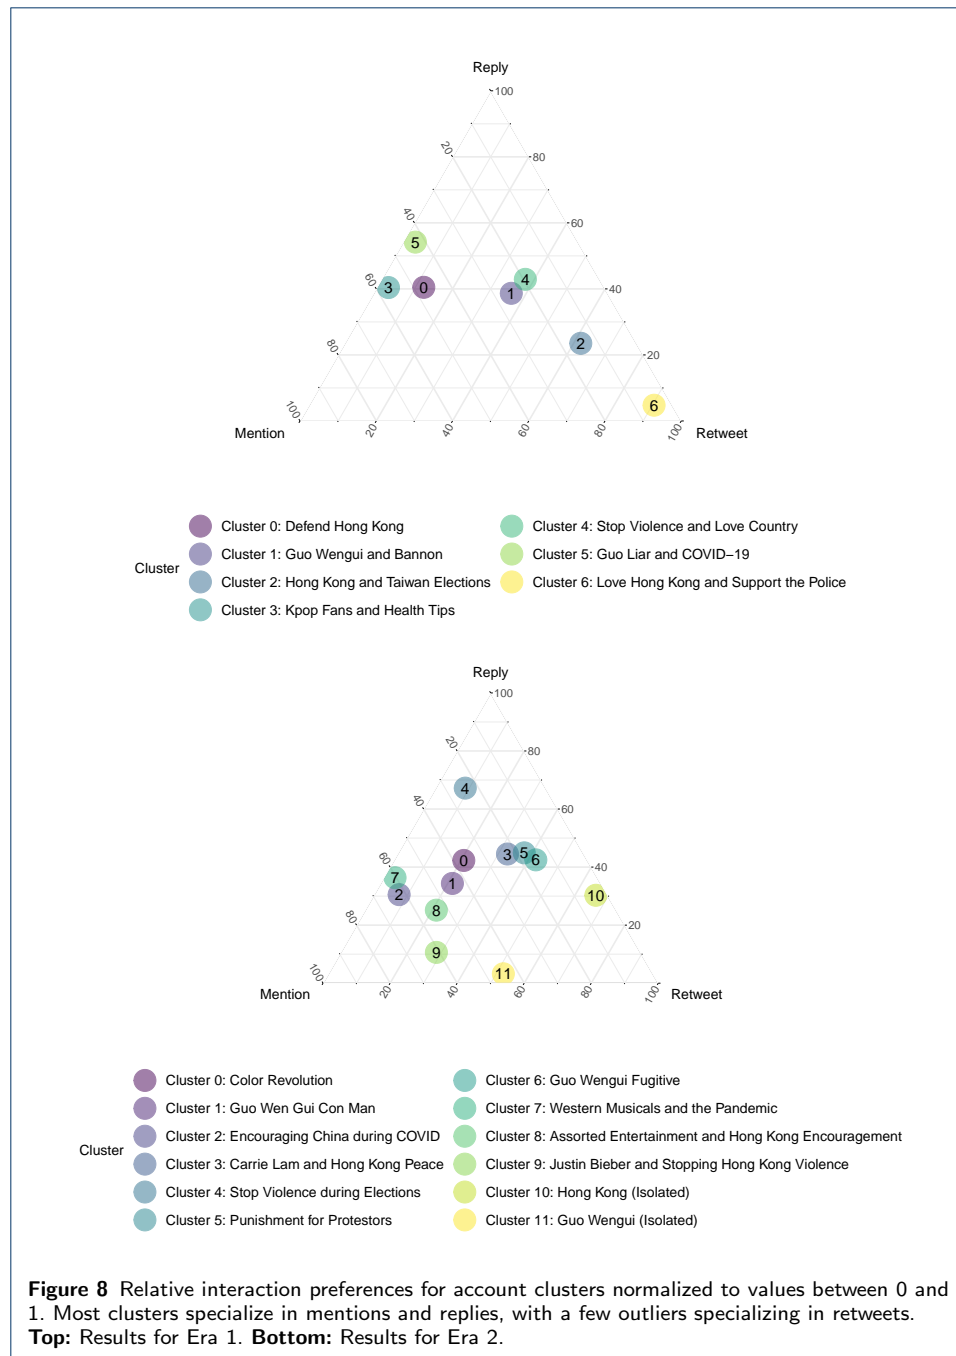 Reply
100
20
80
40
60
5
60
3
0
4
1
40
80
2
20
100
6
Mention
20
40
60
80
100
Retweet
Cluster
Cluster 0: Defend Hong Kong
Cluster 1: Guo Wengui and Bannon
Cluster 2: Hong Kong and Taiwan Elections
Cluster 3: Kpop Fans and Health Tips
Cluster 4: Stop Violence and Love Country
Cluster 5: Guo Liar and COVID−19
Cluster 6: Love Hong Kong and Support the Police
Reply
100
20
80
4
40
60
0
3
5
6
60
40
7
2
1
10
8
80
20
9
100
11
Mention
20
40
60
80
100
Retweet
Cluster
Cluster 0: Color Revolution
Cluster 1: Guo Wen Gui Con Man
Cluster 2: Encouraging China during COVID
Cluster 3: Carrie Lam and Hong Kong Peace
Cluster 4: Stop Violence during Elections
Cluster 5: Punishment for Protestors
Cluster 6: Guo Wengui Fugitive
Cluster 7: Western Musicals and the Pandemic
Cluster 8: Assorted Entertainment and Hong Kong Encouragement
Cluster 9: Justin Bieber and Stopping Hong Kong Violence
Cluster 10: Hong Kong (Isolated)
Cluster 11: Guo Wengui (Isolated)
Figure 8 Relative interaction preferences for account clusters normalized to values between 0 and
1. Most clusters specialize in mentions and replies, with a few outliers specializing in retweets.
Top: Results for Era 1. Bottom: Results for Era 2.